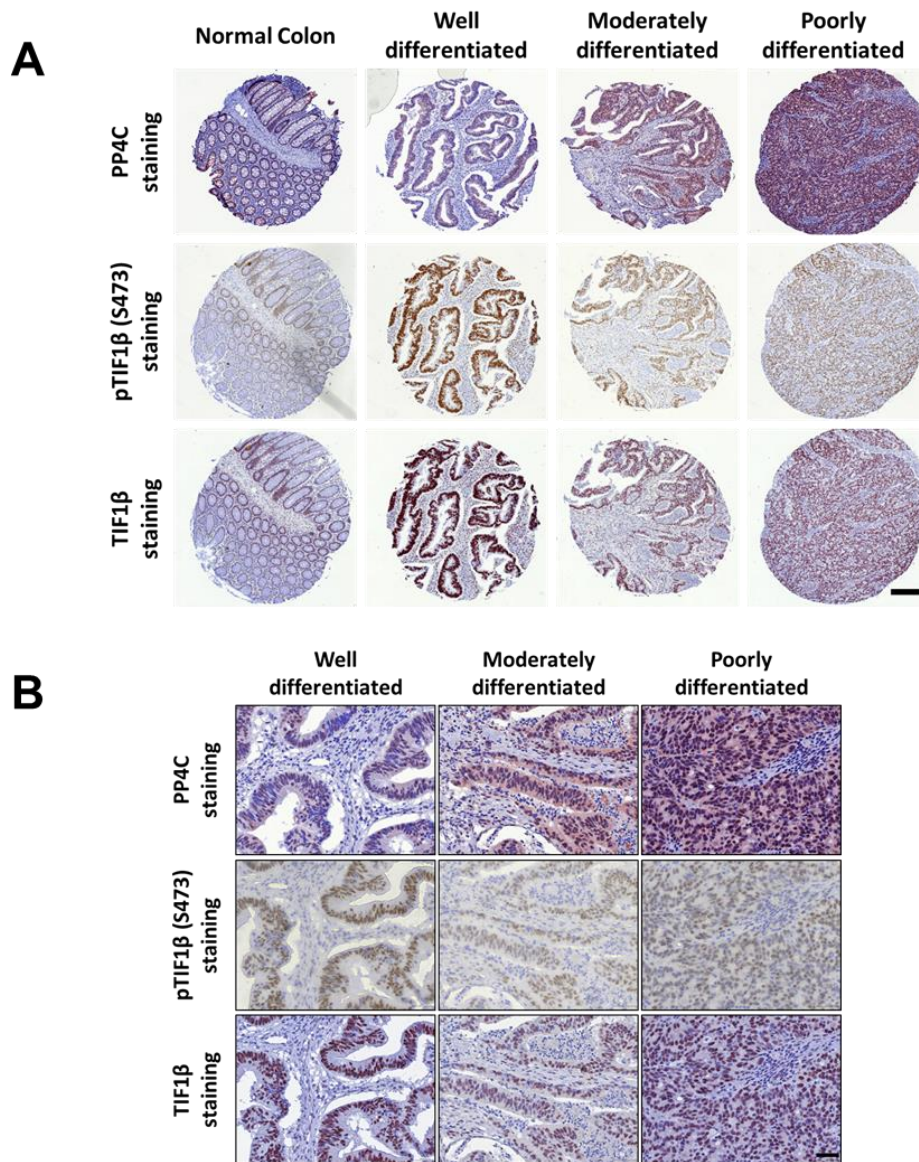 A
Normal Colon
Well
differentiated
Moderately
differentiated
Poorly
differentiated
PP4C
staining
pTIF1β (S473)
staining
TIF1β
staining
B
Well
differentiated
Moderately
differentiated
Poorly
differentiated
PP4C
staining
pTIF1β (S473)
staining
TIF1β
staining